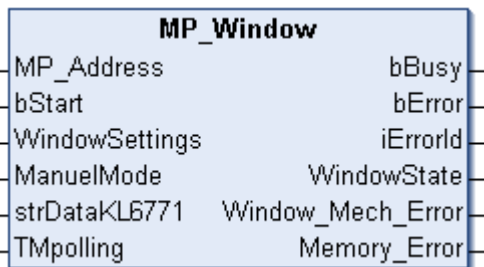 MP_Window
MP_Address bBusy
bStart bError
WindowSettings iErrorId
ManuelMode WindowState
strDataKL6771 Window_Mech_Error
TMpolling Memory_Error